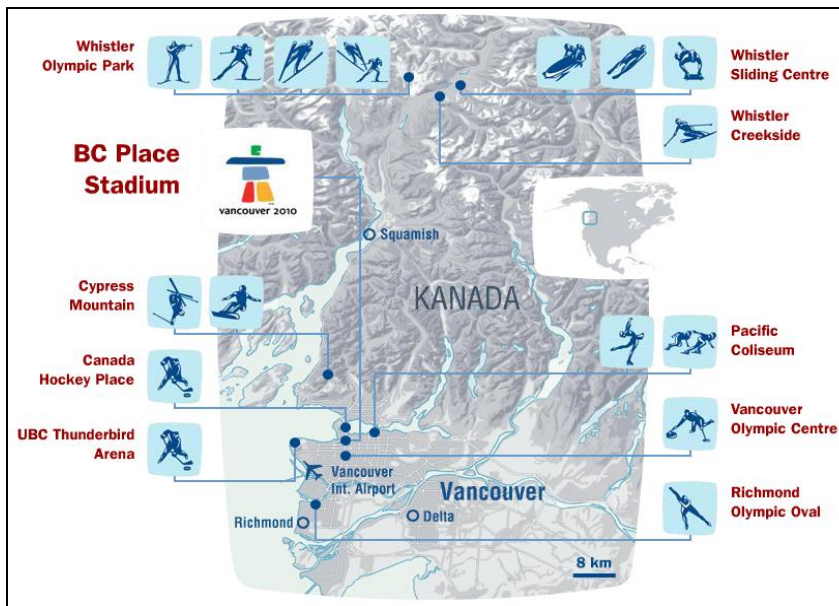 Whistler
Olympic Park
Whistler
Sliding Centre
Whistler
Creekside
BC Place
Stadium
vancouver 2010
Squamish
KANADA
Cypress
Mountain
Pacific
Coliseum
Canada
Hockey Place
Vancouver
Olympic Centre
UBC Thunderbird
Arena
Vancouver
Int. Airport
Vancouver
Richmond
Delta
Richmond
Olympic Oval
8 km